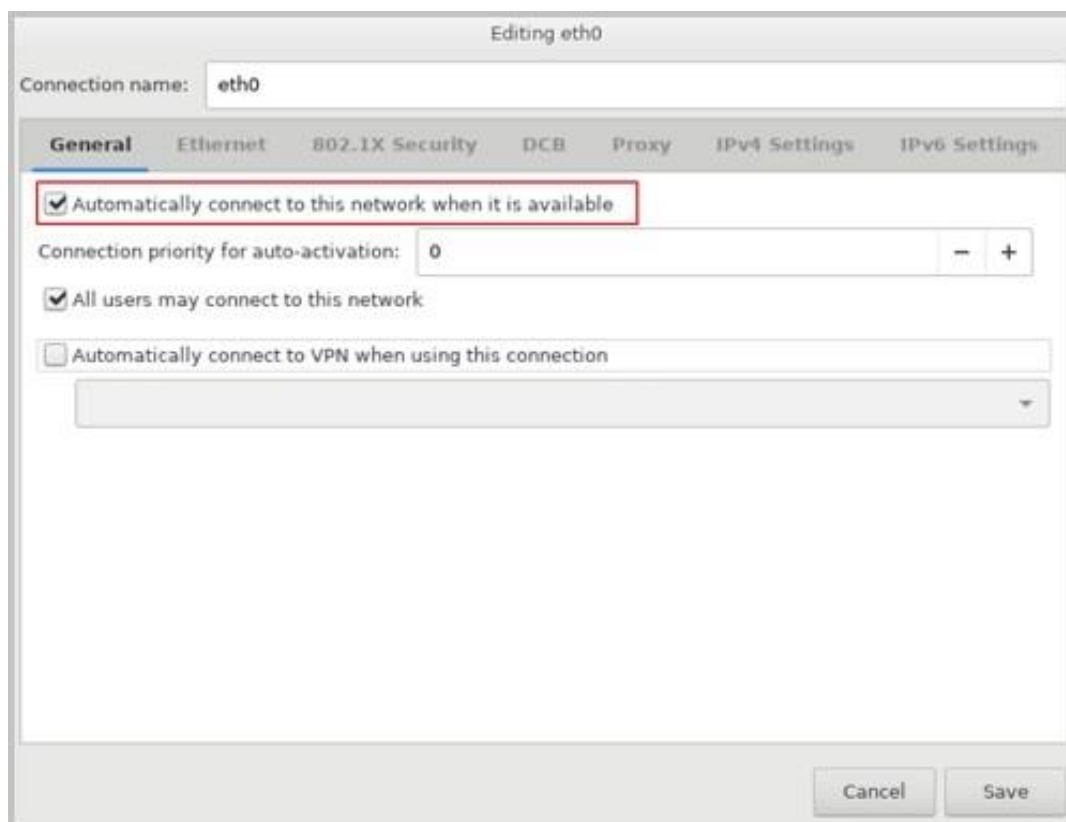 Editing eth0
Connection name: eth0
General Ethernet 802.1X Security DCB Proxy IPv4 Settings IPv6 Settings
Automatically connect to this network when it is available
Connection priority for auto-activation: 0 − +
All users may connect to this network
Automatically connect to VPN when using this connection
Cancel Save